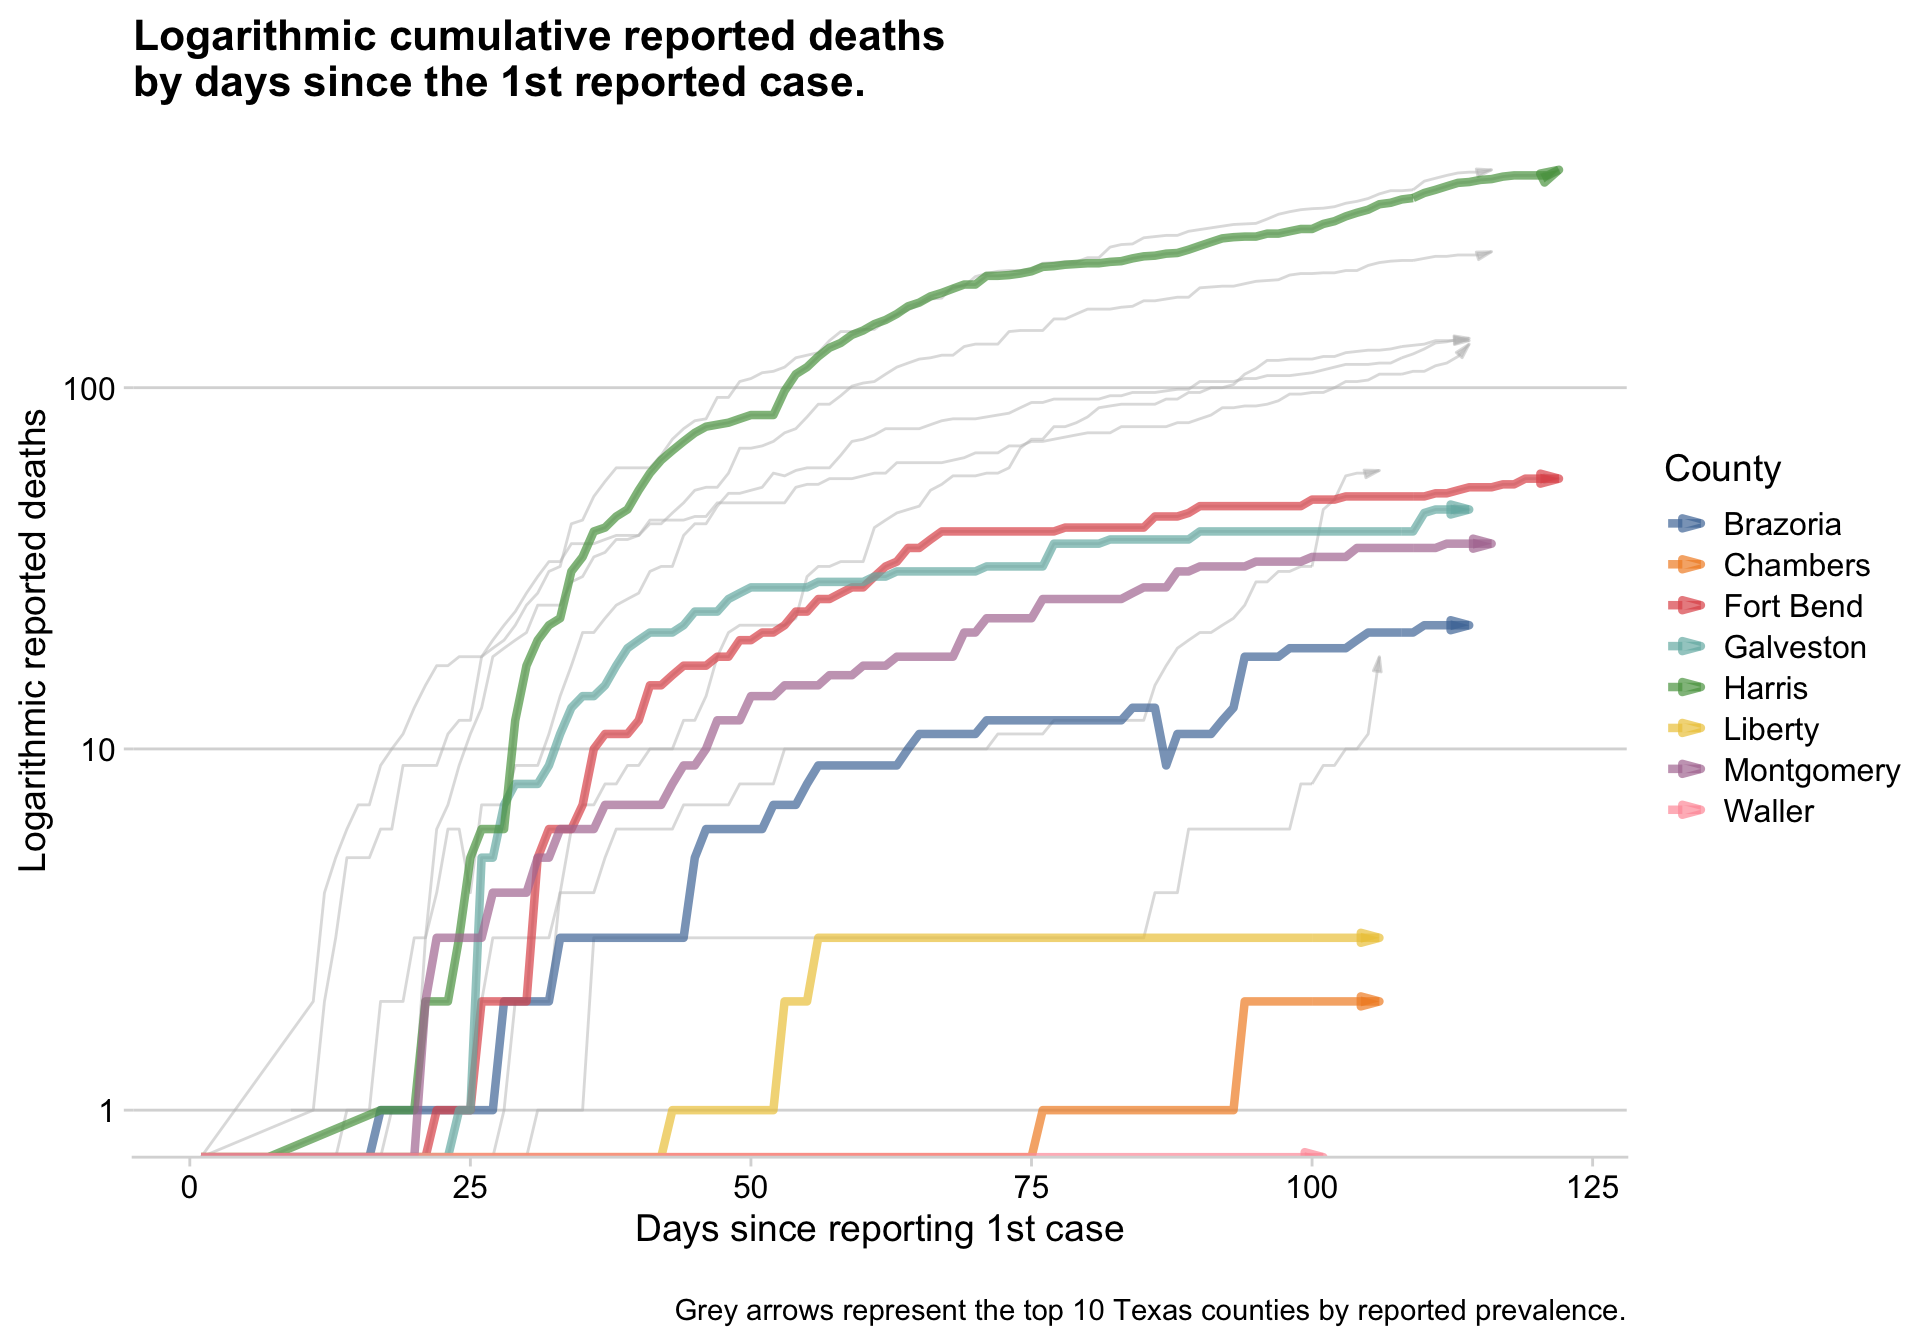 Logarithmic cumulative reported deaths
by days since the 1st reported case.
Logarithmic reported deaths
100
10
1
0
25
50
75
100
125
Days since reporting 1st case
County
Brazoria
Chambers
Fort Bend
Galveston
Harris
Liberty
Montgomery
Waller
Grey arrows represent the top 10 Texas counties by reported prevalence.